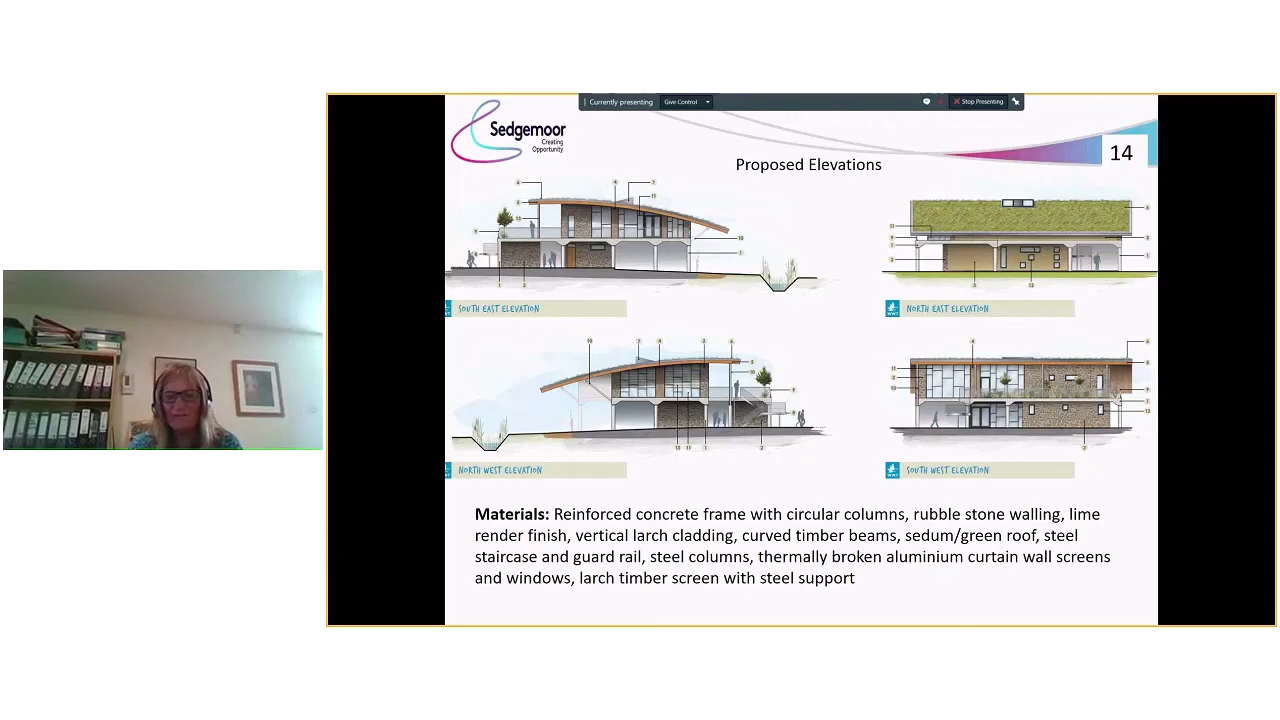 Currently presenting
Give Control
Stop Presenting
Sedgemoor
Creating
Opportunity
14
Proposed Elevations
SOUTH EAST ELEVATION
NORTH EAST ELEVATION
NORTH WEST ELEVATION
SOUTH WEST ELEVATION
Materials: Reinforced concrete frame with circular columns, rubble stone walling, lime
render finish, vertical larch cladding, curved timber beams, sedum/green roof, steel
staircase and guard rail, steel columns, thermally broken aluminium curtain wall screens
and windows, larch timber screen with steel support